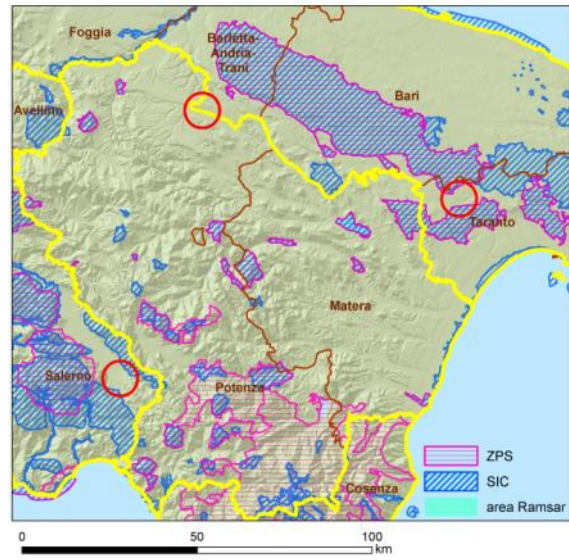 Foggia
Barletta-
Andria-
Trani
Bari
Avellino
Taranto
Matera
Salerno
Potenza
Cosenza
ZPS
SIC
area Ramsar
0 50 100
km